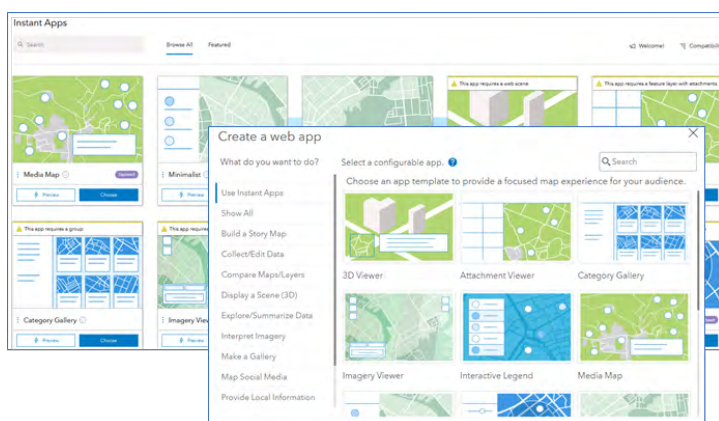 Instant Apps
Search
Browse All
Featured
Welcome!
This app requires a web scene
This app requires a feature layer with attachments
Media Map
Preview
Choose
Minimalist
Preview
This app requires a group
This app requires
Category Gallery
Preview
Choose
Imagery
Preview
Create a web app
What do you want to do?
Select a configurable app.
Search
Choose an app template to provide a focused map experience for your audience.
Use Instant Apps
Show All
Build a Story Map
Collect/Edit Data
Compare Maps/Layers
Display a Scene (3D)
Explore/Summarize Data
Interpret Imagery
Make a Gallery
Map Social Media
Provide Local Information
3D Viewer
Attachment Viewer
Category Gallery
Imagery Viewer
Interactive Legend
Media Map